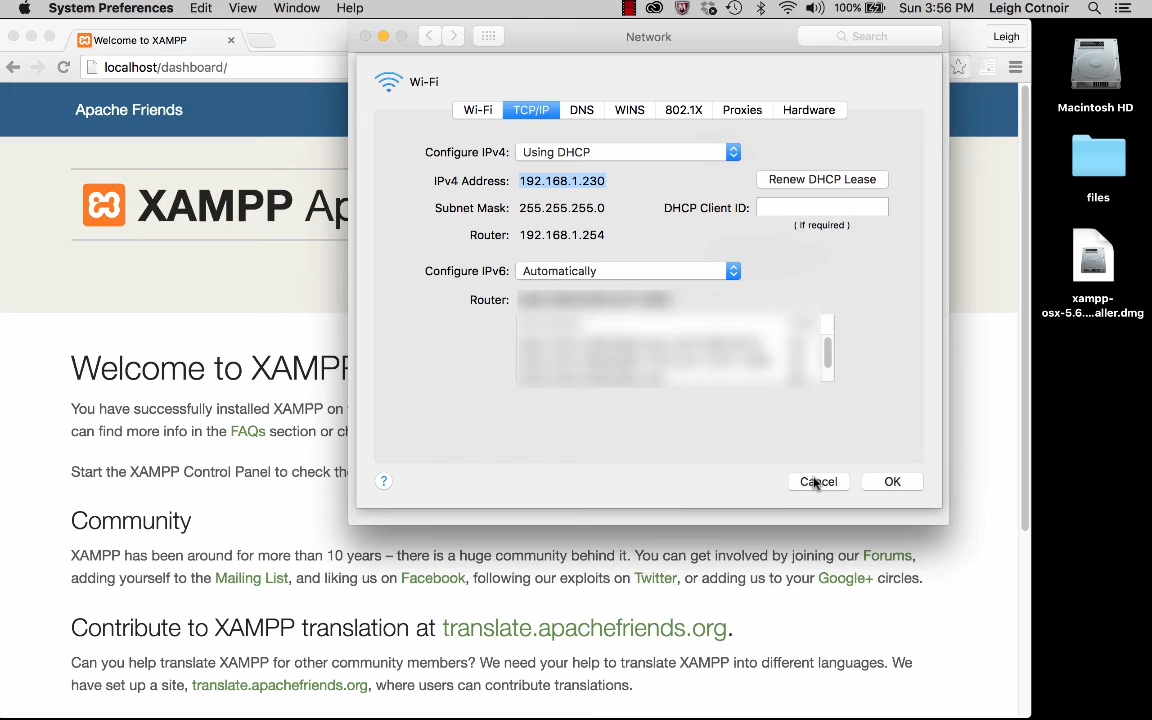 System Preferences Edit View Window Help 100% Sun 3:56 PM Leigh Cotnoir
Welcome to XAMPP
Network
Search
Leigh
localhost/dashboard/
Wi-Fi
Apache Friends
Wi-Fi TCP/IP DNS WINS 802.1X Proxies Hardware
Macintosh HD
Configure IPv4: Using DHCP
IPv4 Address: 192.168.1.230 Renew DHCP Lease
files
XAMPP Ap
Subnet Mask: 255.255.255.0 DHCP Client ID:
( If required )
Router: 192.168.1.254
Configure IPv6: Automatically
Router:
xampp-
osx-5.6....aller.dmg
Welcome to XAMPP
You have successfully installed XAMPP on
can find more info in the FAQs section or
Start the XAMPP Control Panel to check the
? Cancel OK
Community
XAMPP has been around for more than 10 years – there is a huge community behind it. You can get involved by joining our Forums,
adding yourself to the Mailing List, and liking us on Facebook, following our exploits on Twitter, or adding us to your Google+ circles.
Contribute to XAMPP translation at translate.apachefriends.org.
Can you help translate XAMPP for other community members? We need your help to translate XAMPP into different languages. We
have set up a site, translate.apachefriends.org, where users can contribute translations.